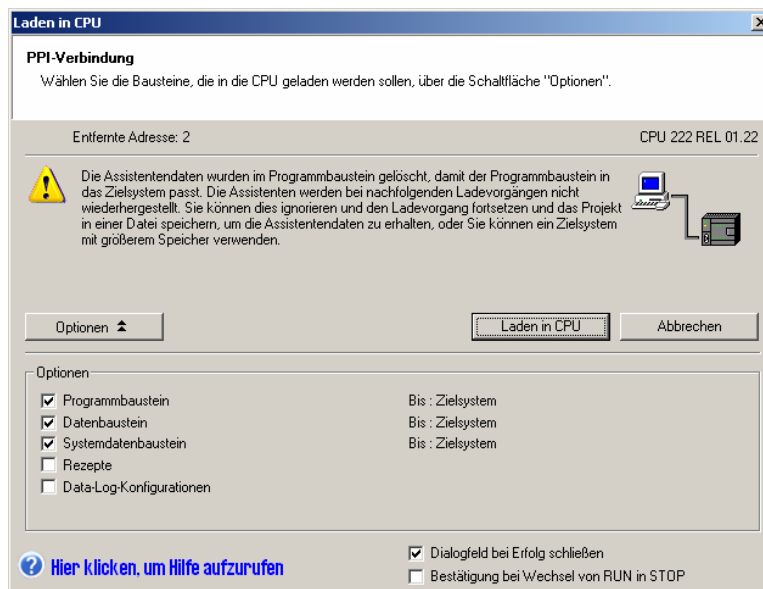 Laden in CPU
PPI-Verbindung
Wählen Sie die Bausteine, die in die CPU geladen werden sollen, über die Schaltfläche "Optionen".
Entfernte Adresse: 2
CPU 222 REL 01.22
Die Assistentendaten wurden im Programmbaustein gelöscht, damit der Programmbaustein in
das Zielsystem passt. Die Assistenten werden bei nachfolgenden Ladevorgängen nicht
wiederhergestellt. Sie können dies ignorieren und den Ladevorgang fortsetzen und das Projekt
in einer Datei speichern, um die Assistentendaten zu erhalten, oder Sie können ein Zielsystem
mit größerem Speicher verwenden.
Optionen
Laden in CPU
Abbrechen
Optionen
Programmbaustein
Bis : Zielsystem
Datenbaustein
Bis : Zielsystem
Systemdatenbaustein
Bis : Zielsystem
Rezepte
Data-Log-Konfigurationen
Hier klicken, um Hilfe aufzurufen
Dialogfeld bei Erfolg schließen
Bestätigung bei Wechsel von RUN in STOP